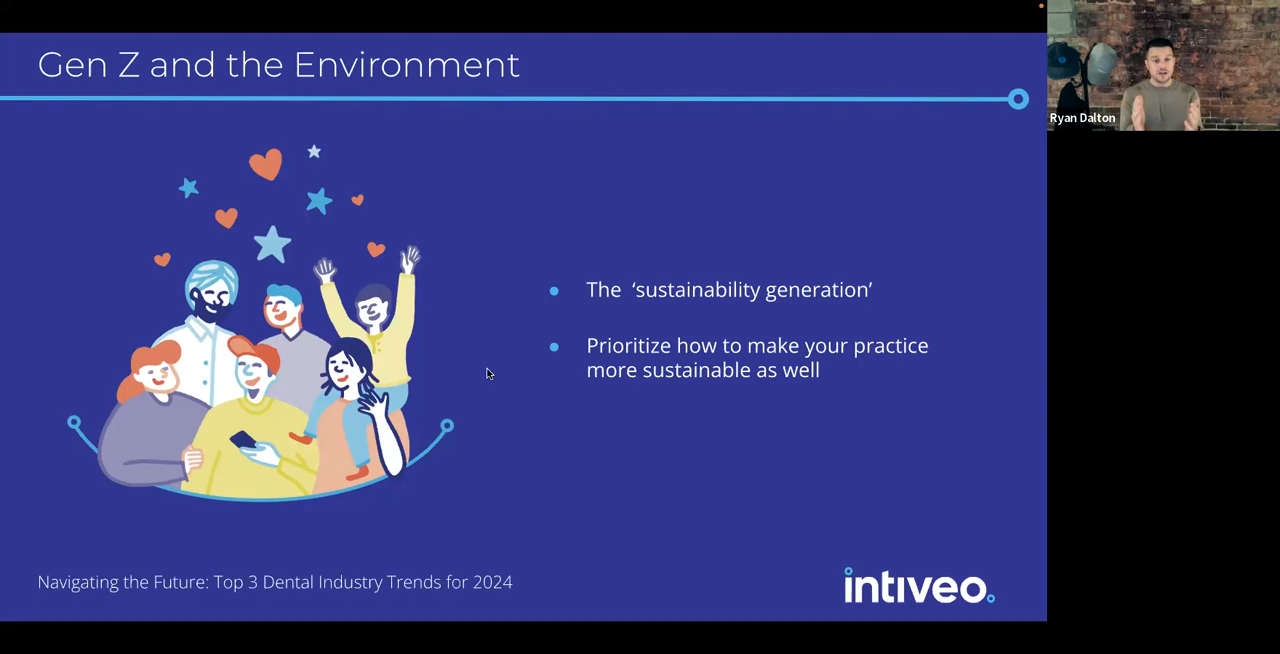 Gen Z and the Environment
Ryan Dalton
The ‘sustainability generation’
Prioritize how to make your practice
more sustainable as well
Navigating the Future: Top 3 Dental Industry Trends for 2024
intiveo